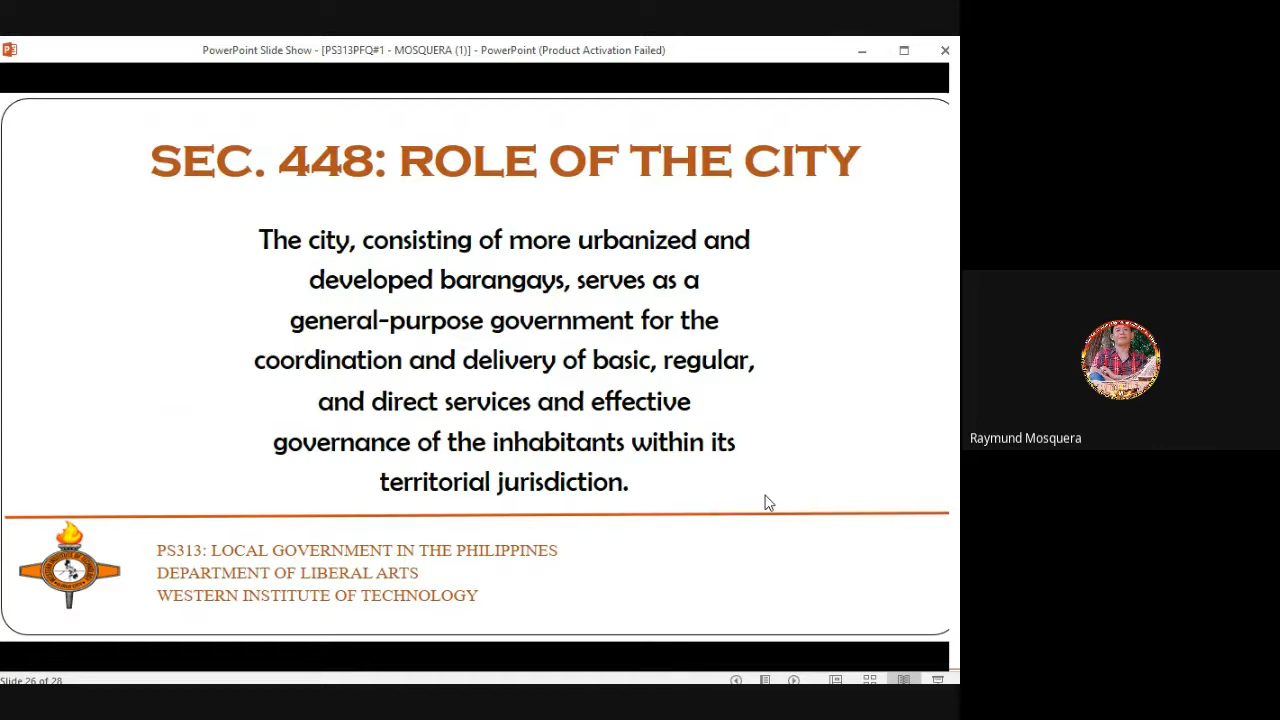 PowerPoint Slide Show - [PS313PFQ#1 - MOSQUERA (1)] - PowerPoint (Product Activation Failed)
SEC. 448: ROLE OF THE CITY
The city, consisting of more urbanized and
developed barangays, serves as a
general-purpose government for the
coordination and delivery of basic, regular,
and direct services and effective
governance of the inhabitants within its
territorial jurisdiction.
Raymund Mosquera
PS313: LOCAL GOVERNMENT IN THE PHILIPPINES
DEPARTMENT OF LIBERAL ARTS
WESTERN INSTITUTE OF TECHNOLOGY
Slide 26 of 28